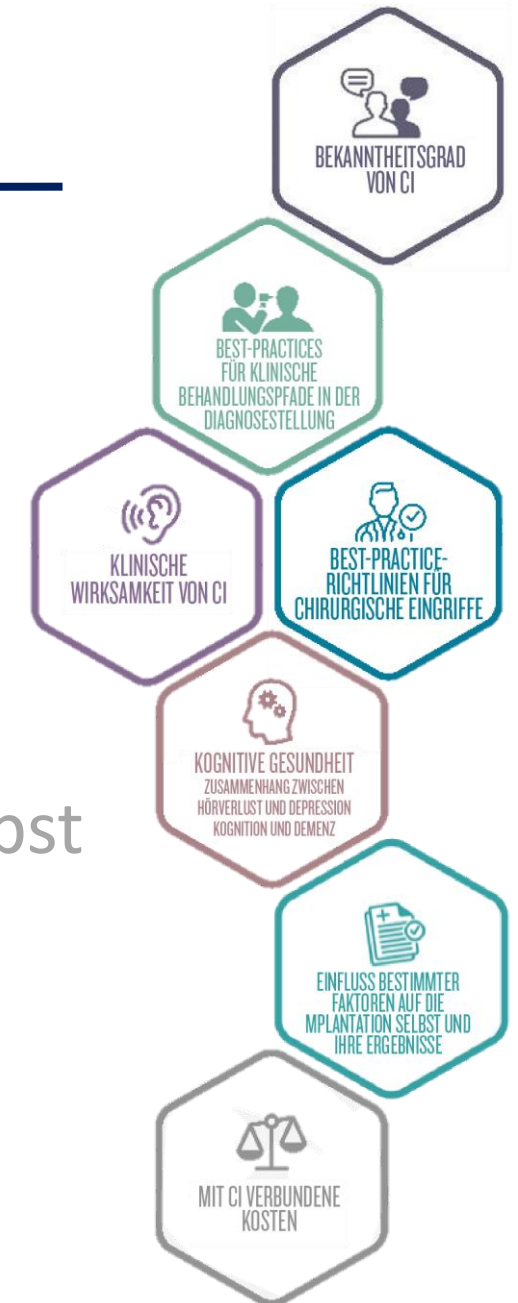 BEKANNTHEITSGRAD
VON CI
BEST-PRACTICES
FÜR KLINISCHE
BEHANDLUNGSPFADE IN DER
DIAGNOSESTELLUNG
KLINISCHE
WIRKSAMKEIT VON CI
BEST-PRACTICE-
RICHTLINIEN FÜR
CHIRURGISCHE EINGRIFFE
KOGNITIVE GESUNDHEIT
ZUSAMMENHANG ZWISCHEN
HÖRVERLUST UND DEPRESSION
KOGNITION UND DEMENZ
bst
EINFLUSS BESTIMMTER
FAKTOREN AUF DIE
MPLANTATION SELBST UND
IHRE ERGEBNISSE
MIT CI VERBUNDENE
KOSTEN